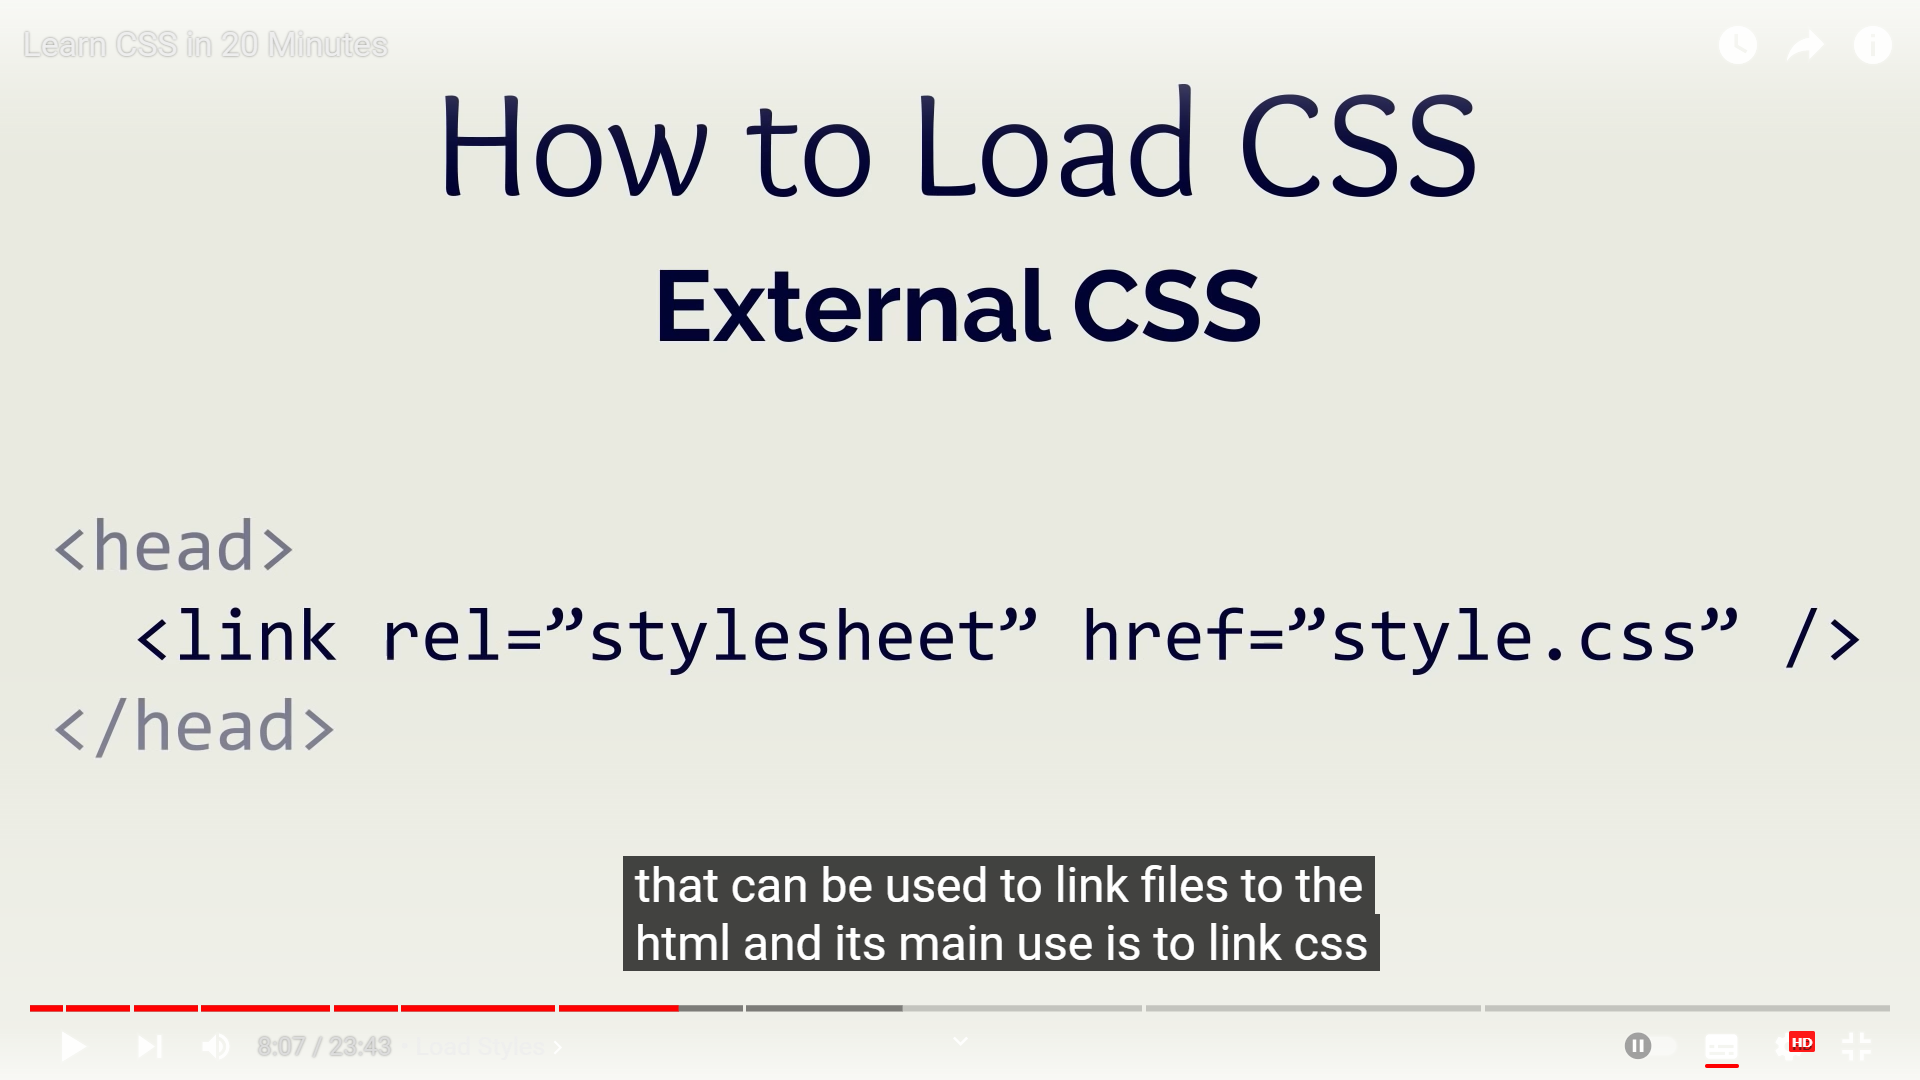 Learn CSS in 20 Minutes
How to Load CSS
External CSS
<head>
<link rel=”stylesheet” href=”style.css” />
</head>
that can be used to link files to the
html and its main use is to link css
8:07 / 23:43 • Load Styles
HD